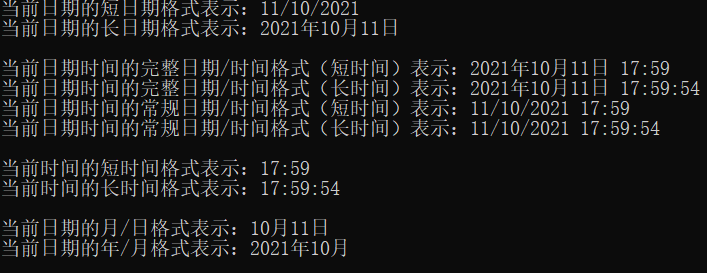 当前日期的短日期格式表示：11/10/2021
当前日期的长日期格式表示：2021年10月11日
当前日期时间的完整日期/时间格式（短时间）表示：2021年10月11日 17:59
当前日期时间的完整日期/时间格式（长时间）表示：2021年10月11日 17:59:54
当前日期时间的常规日期/时间格式（短时间）表示：11/10/2021 17:59
当前日期时间的常规日期/时间格式（长时间）表示：11/10/2021 17:59:54
当前时间的短时间格式表示：17:59
当前时间的长时间格式表示：17:59:54
当前日期的月/日格式表示：10月11日
当前日期的年/月格式表示：2021年10月